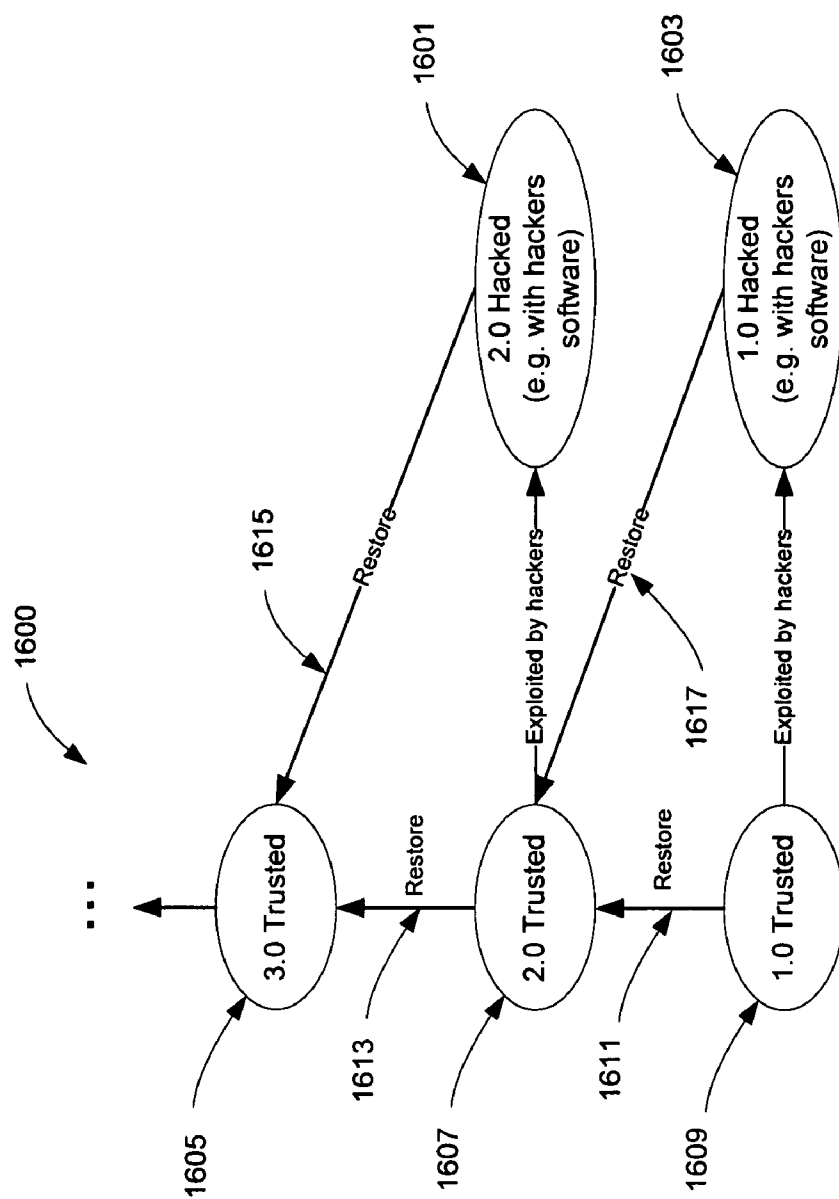 1600
...
1605
3.0 Trusted
1615
Restore
1601
2.0 Hacked
(e.g. with hackers
software)
1613
Restore
1607
2.0 Trusted
Exploited by hackers
Restore
1617
1603
1.0 Hacked
(e.g. with hackers
software)
1611
Restore
1609
1.0 Trusted
Exploited by hackers